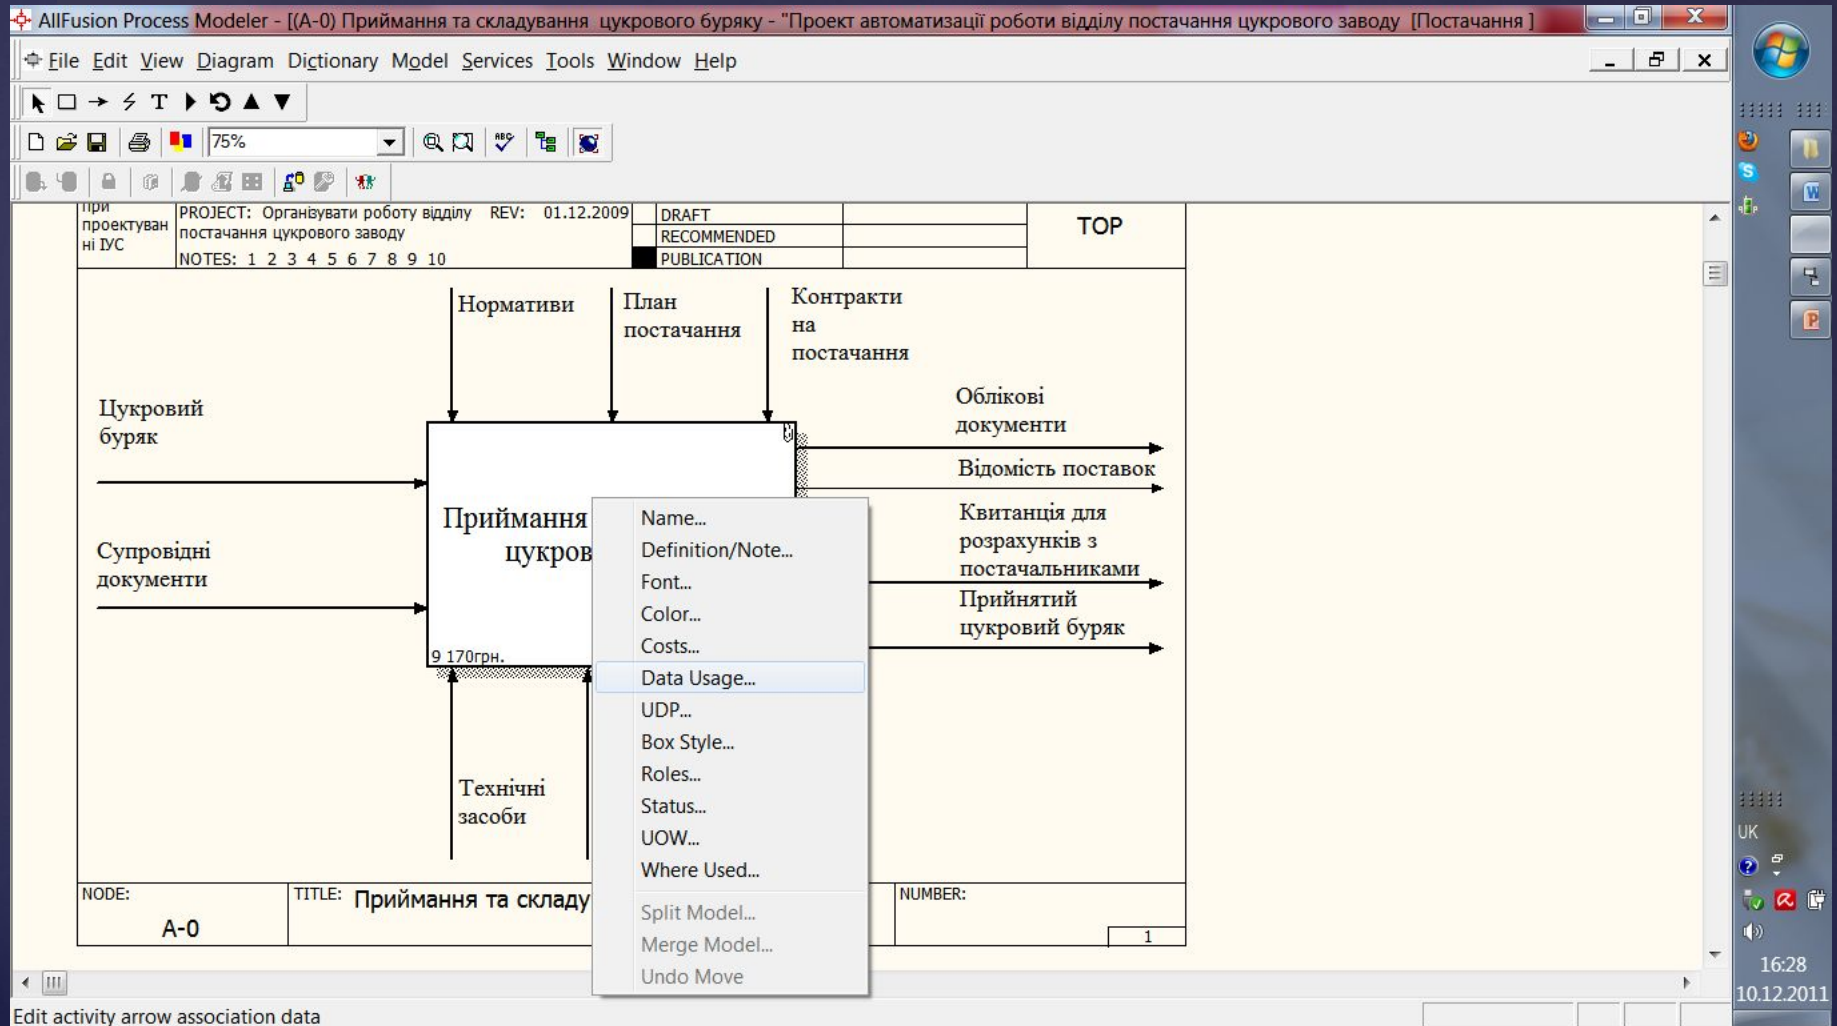 AllFusion Process Modeler - [(A-0) Приймання та складування  цукрового буряку - "Проект автоматизації роботи відділу постачання цукрового заводу  [Постачання ]
File Edit View Diagram Dictionary Model Services Tools Window Help
T
75%
ABC
при
проектуван
ні ІУС
PROJECT: Організувати роботу відділу
постачання цукрового заводу
REV: 01.12.2009
NOTES: 1 2 3 4 5 6 7 8 9 10
DRAFT
RECOMMENDED
PUBLICATION
TOP
Нормативи
План
постачання
Контракти
на
постачання
Цукровий
буряк
Облікові
документи
Відомість поставок
Приймання
цукров
Квитанція для
розрахунків з
постачальниками
Супровідні
документи
Прийнятий
цукровий буряк
9 170грн.
Name...
Definition/Note...
Font...
Color...
Costs...
Data Usage...
UDP...
Box Style...
Roles...
Status...
UOW...
Where Used...
Split Model...
Merge Model...
Undo Move
Технічні
засоби
NODE:
A-0
TITLE: Приймання та складу
NUMBER:
1
Edit activity arrow association data
UK
16:28
10.12.2011